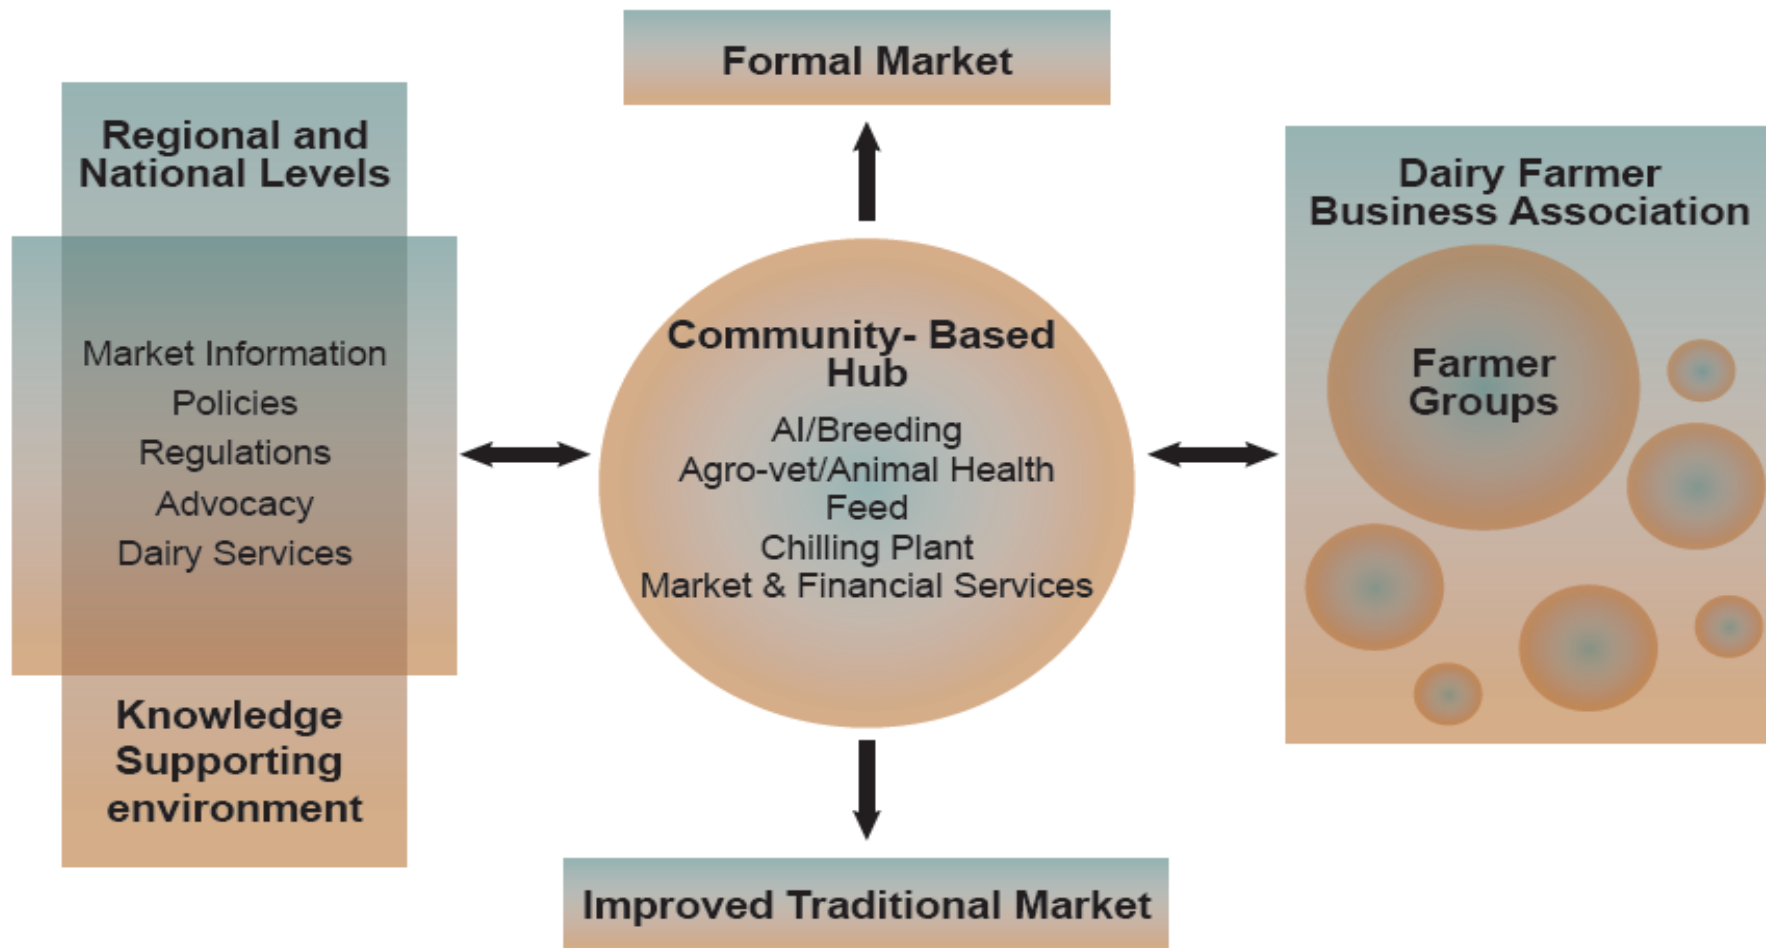 Formal Market
Regional and
National Levels
Market Information
Policies
Regulations
Advocacy
Dairy Services
Knowledge
Supporting
environment
Community- Based
Hub
AI/Breeding
Agro-vet/Animal Health
Feed
Chilling Plant
Market & Financial Services
Dairy Farmer
Business Association
Farmer
Groups
Improved Traditional Market